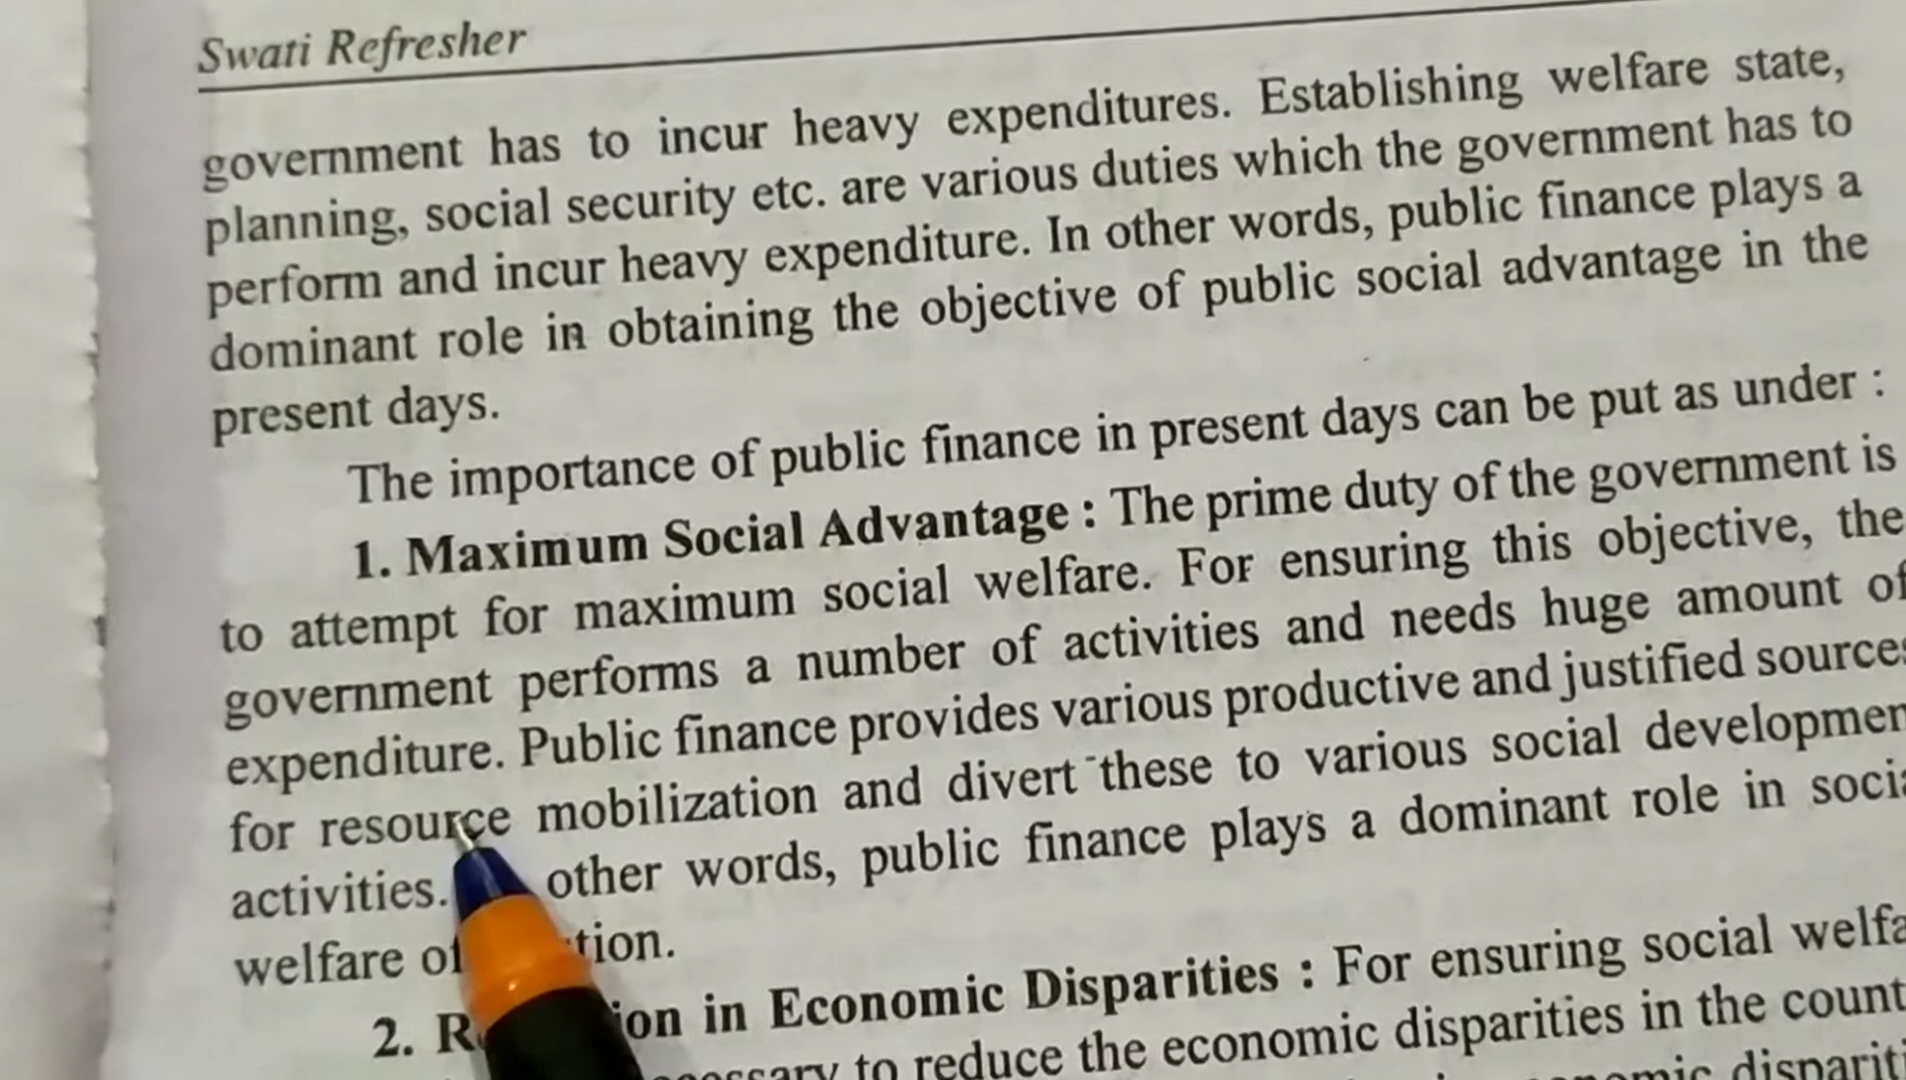 Swati Refresher
government has to incur heavy expenditures. Establishing welfare state,
planning, social security etc. are various duties which the government has to
perform and incur heavy expenditure. In other words, public finance plays a
dominant role in obtaining the objective of public social advantage in the
present days.
The importance of public finance in present days can be put as under :
1. Maximum Social Advantage : The prime duty of the government is
to attempt for maximum social welfare. For ensuring this objective, the
government performs a number of activities and needs huge amount of
expenditure. Public finance provides various productive and justified sources
for resource mobilization and divert these to various social developmen
activities. other words, public finance plays a dominant role in socia
welfare of tion.
2. R ion in Economic Disparities : For ensuring social welfa
cessary to reduce the economic disparities in the count
omic dispariti